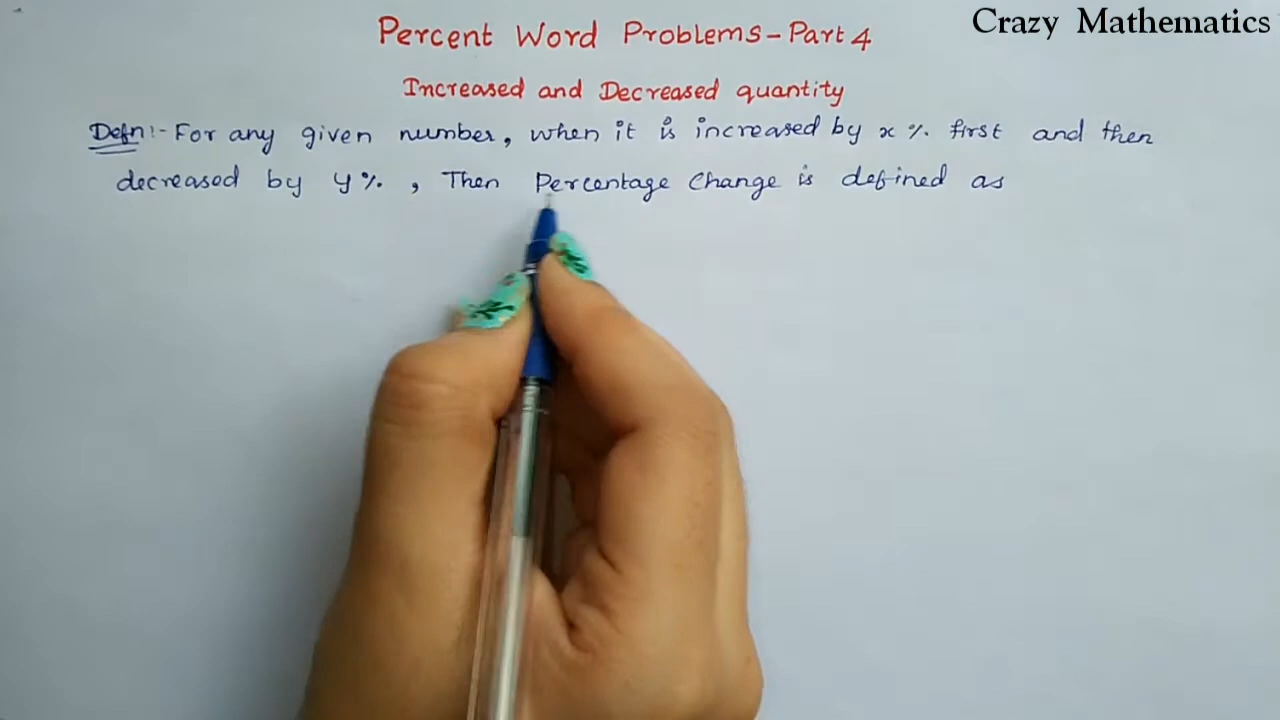 Crazy Mathematics
Percent Word Problems - Part 4
Increased and Decreased quantity
Defn:- For any given number, when it is increased by x % first and then
decreased by y % , Then Percentage Change is defined as